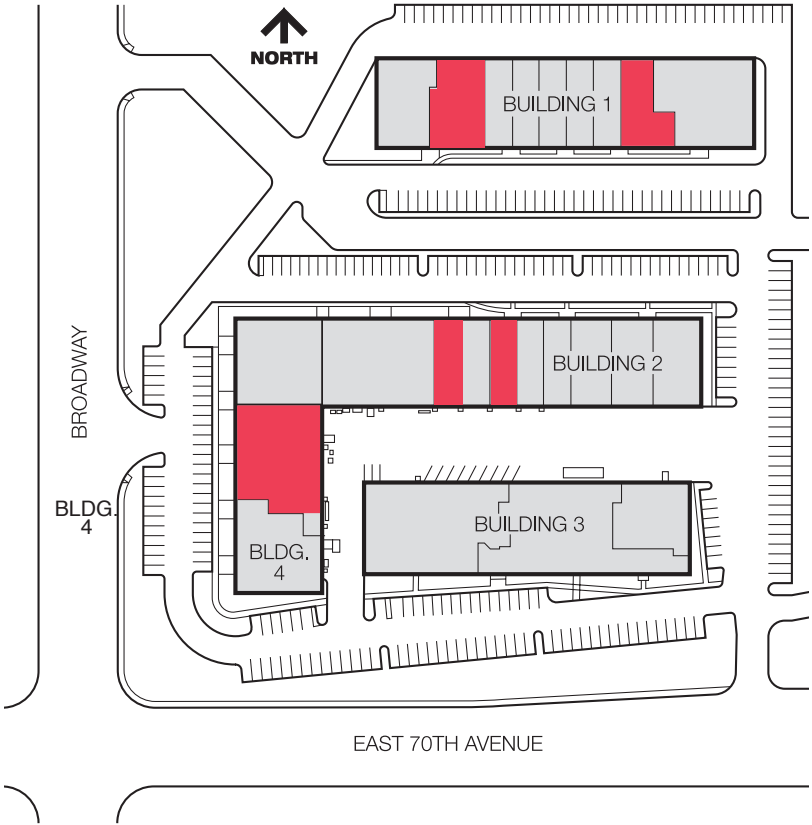 NORTH
BUILDING 1
BROADWAY
BUILDING 2
BLDG.
4
BUILDING 3
BLDG.
4
EAST 70TH AVENUE